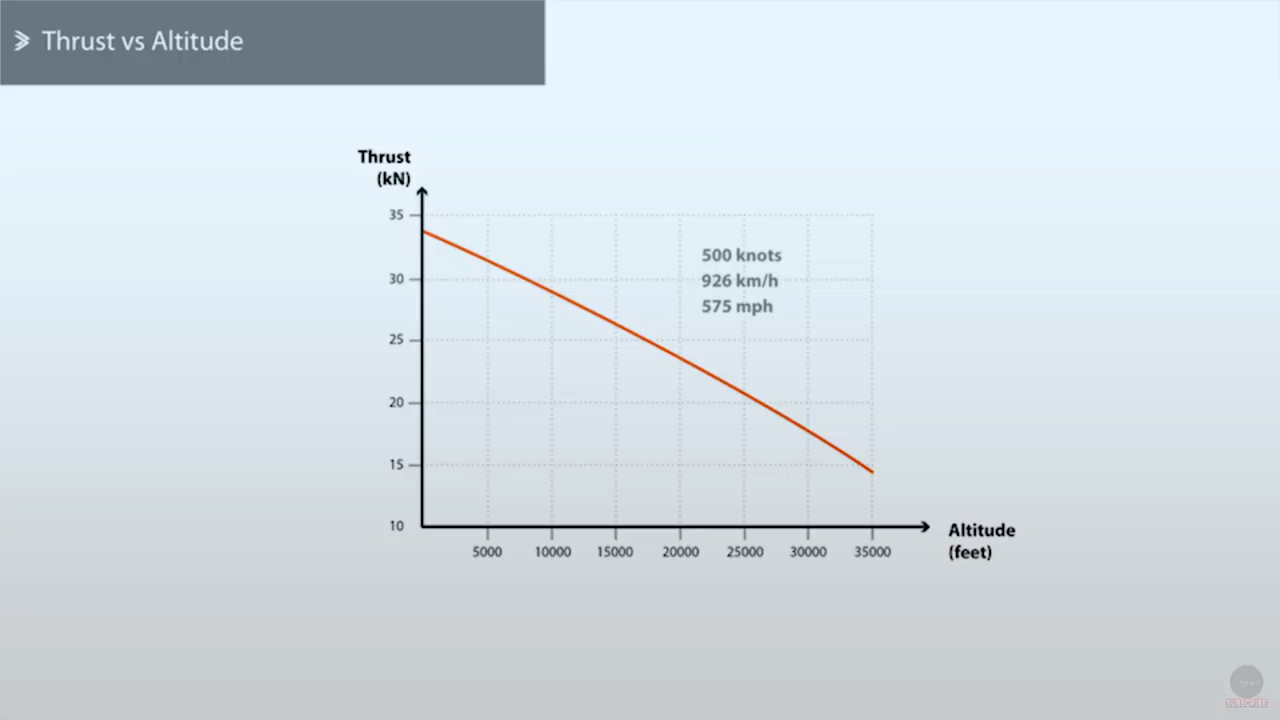 Thrust vs Altitude
Thrust
(kN)
35
30
25
20
15
10
500 knots
926 km/h
575 mph
5000 10000 15000 20000 25000 30000 35000
Altitude
(feet)
SUBSCRIBE